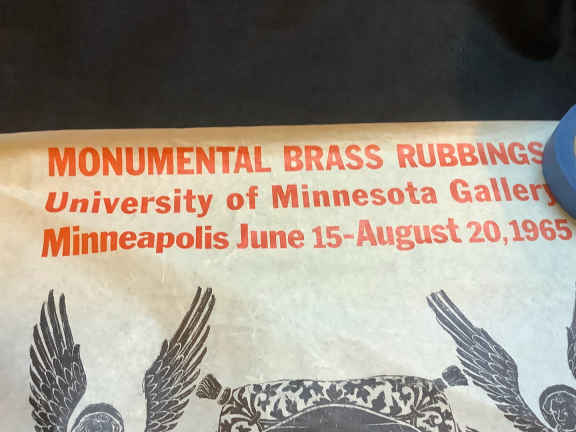 MONUMENTAL BRASS RUBBINGS
University of Minnesota Gallery
Minneapolis June 15-August 20, 1965